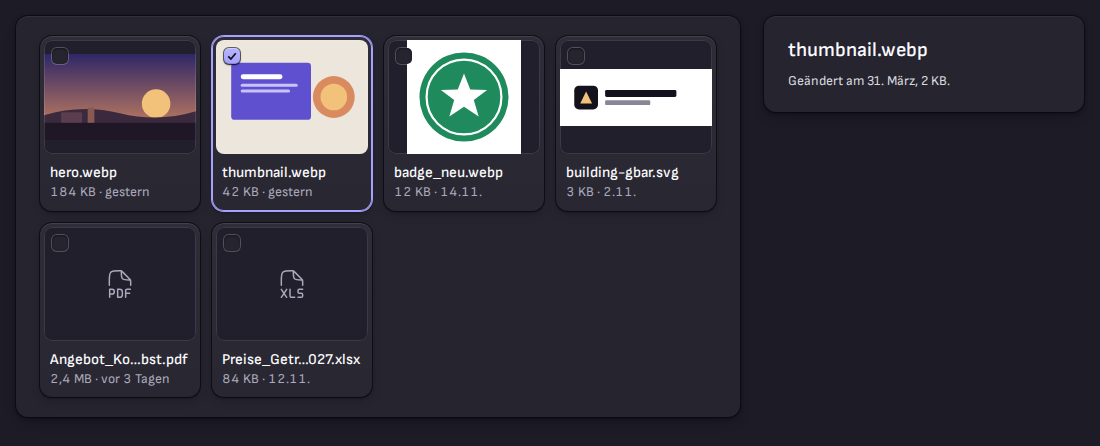 hero.webp
184 KB · gestern
thumbnail.webp
42 KB · gestern
badge_neu.webp
12 KB · 14.11.
building-gbar.svg
3 KB · 2.11.
PDF
Angebot_Ko...bst.pdf
2,4 MB · vor 3 Tagen
XLS
Preise_Getr...027.xlsx
84 KB · 12.11.
thumbnail.webp
Geändert am 31. März, 2 KB.